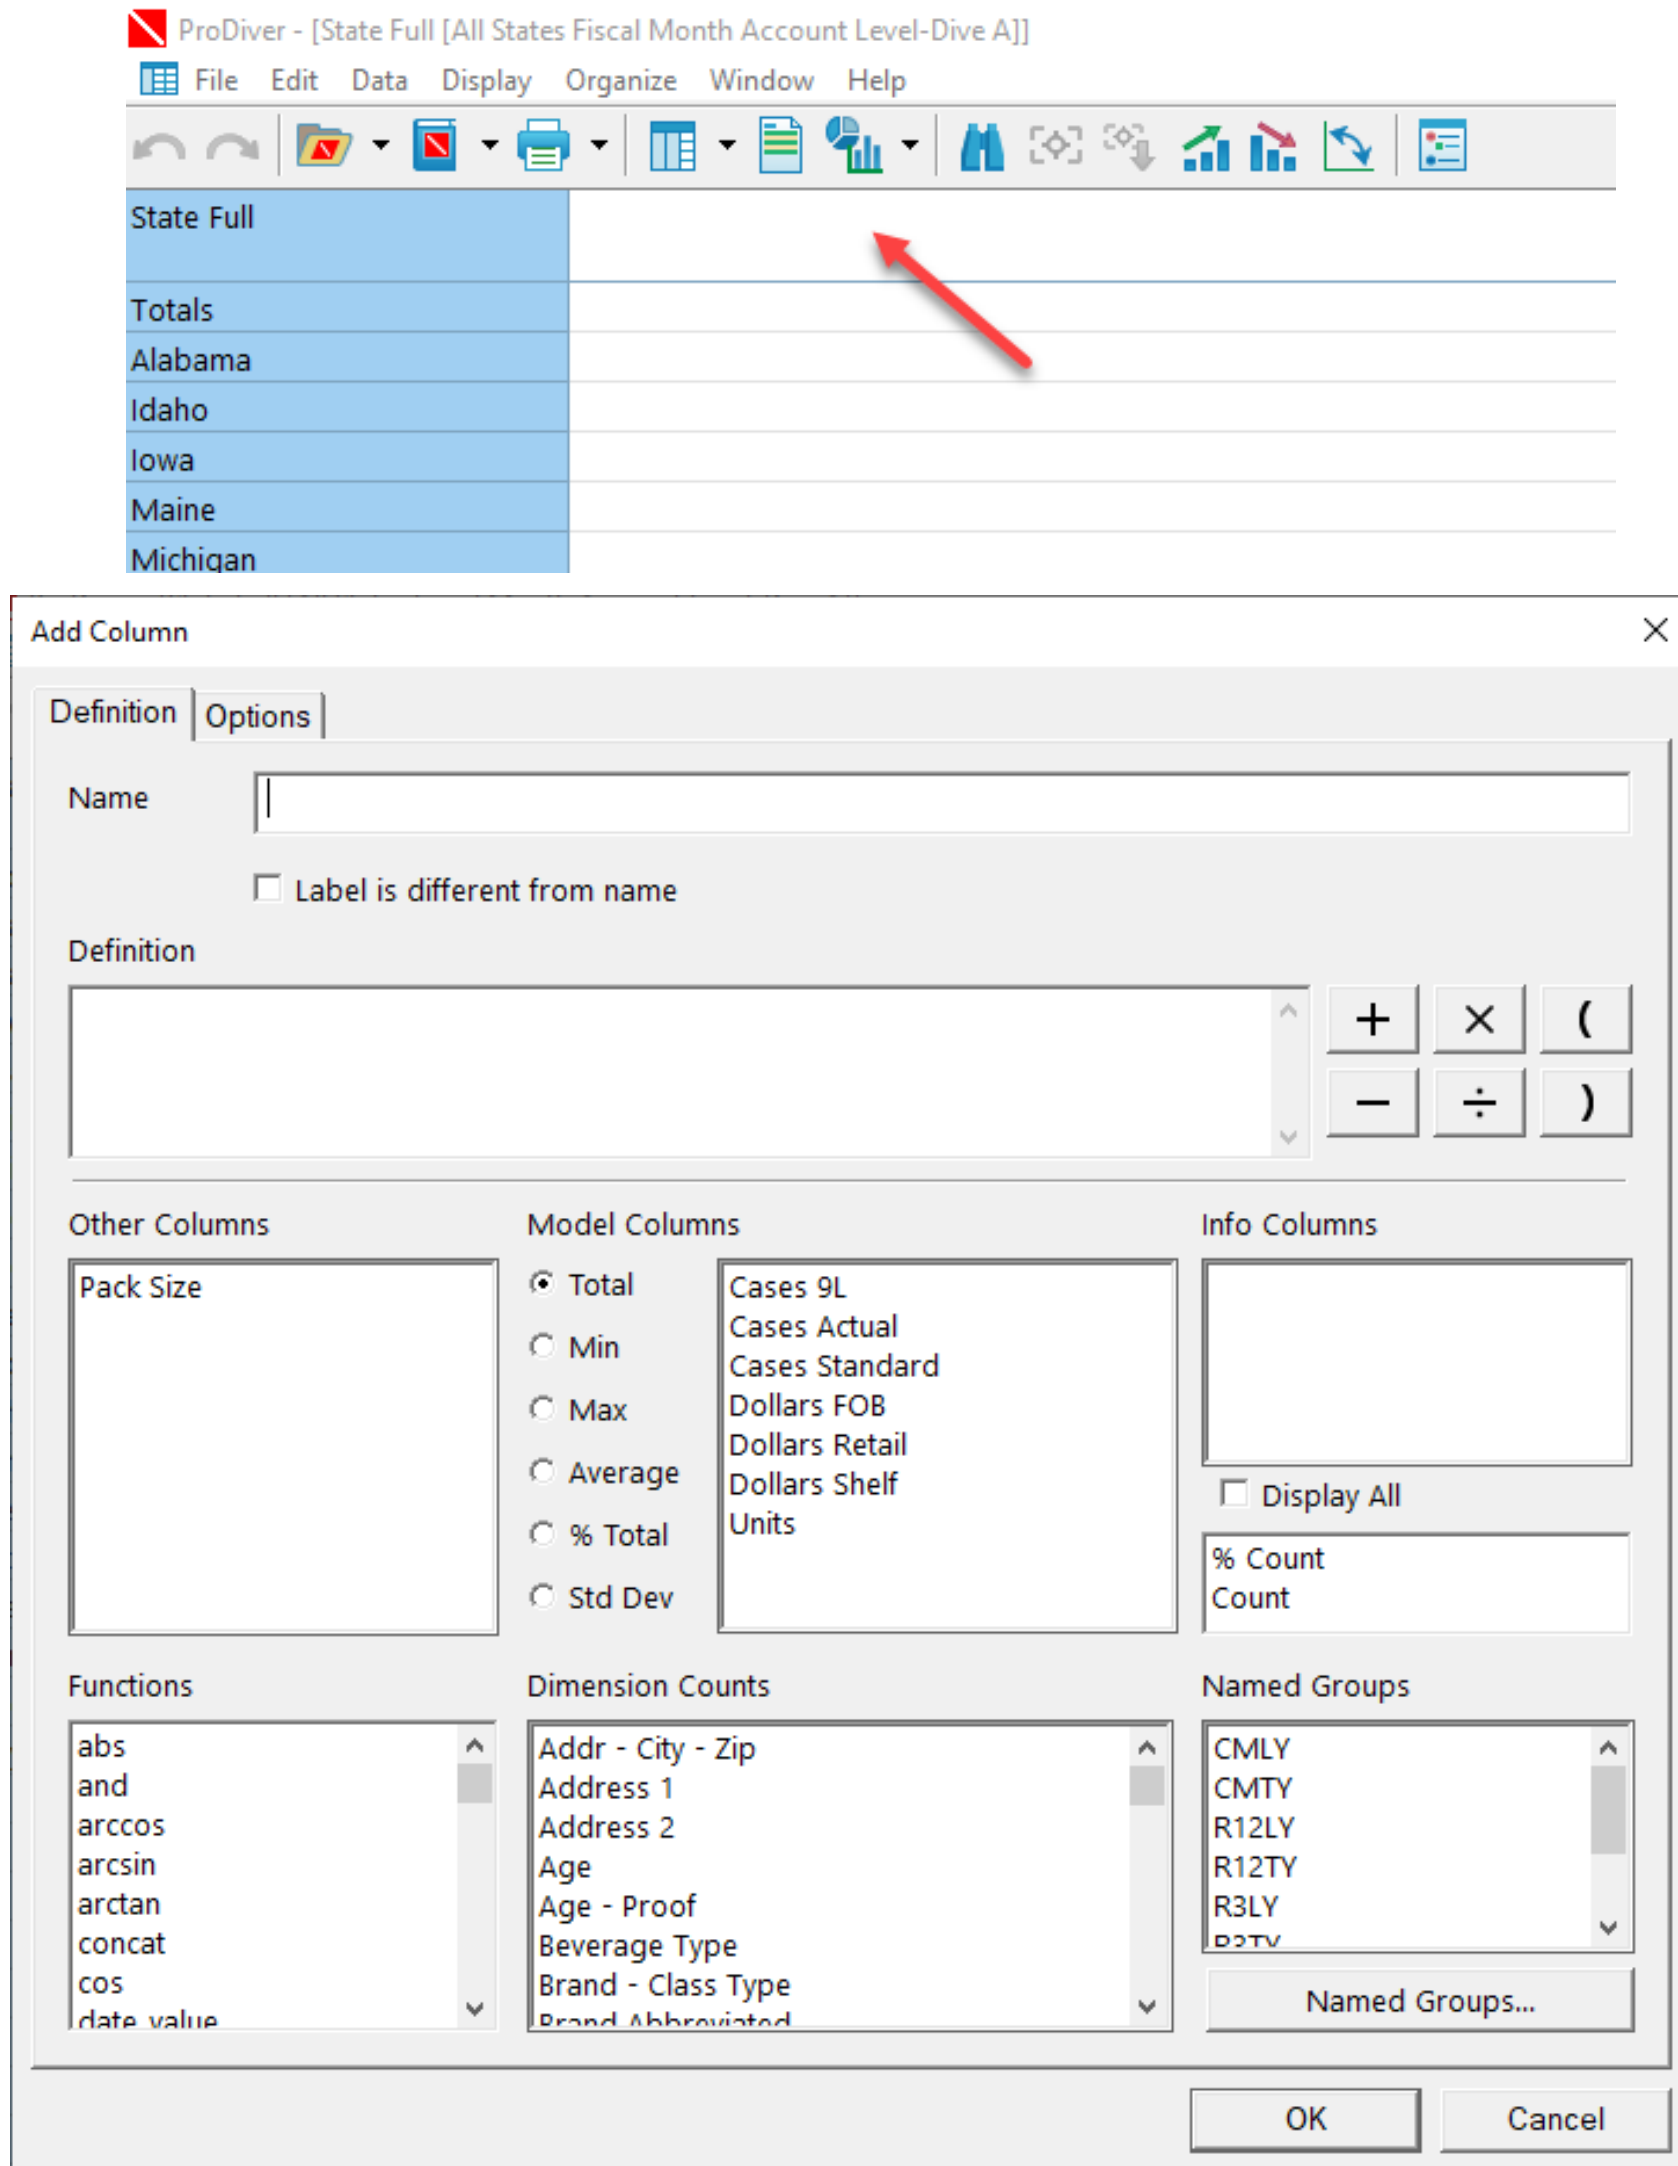 ProDiver - [State Full [All States Fiscal Month Account Level-Dive A]]
File Edit Data Display Organize Window Help
State Full
Totals
Alabama
Idaho
Iowa
Maine
Michigan
Add Column
Definition Options
Name
Label is different from name
Definition
+ × (
− ÷ )
Other Columns Model Columns Info Columns
Pack Size
Total
Min
Max
Average
% Total
Std Dev
Cases 9L
Cases Actual
Cases Standard
Dollars FOB
Dollars Retail
Dollars Shelf
Units
Display All
% Count
Count
Functions Dimension Counts Named Groups
abs
and
arccos
arcsin
arctan
concat
cos
date value
Addr - City - Zip
Address 1
Address 2
Age
Age - Proof
Beverage Type
Brand - Class Type
Brand Abbreviated
CMLY
CMTY
R12LY
R12TY
R3LY
R3TY
Named Groups...
OK Cancel